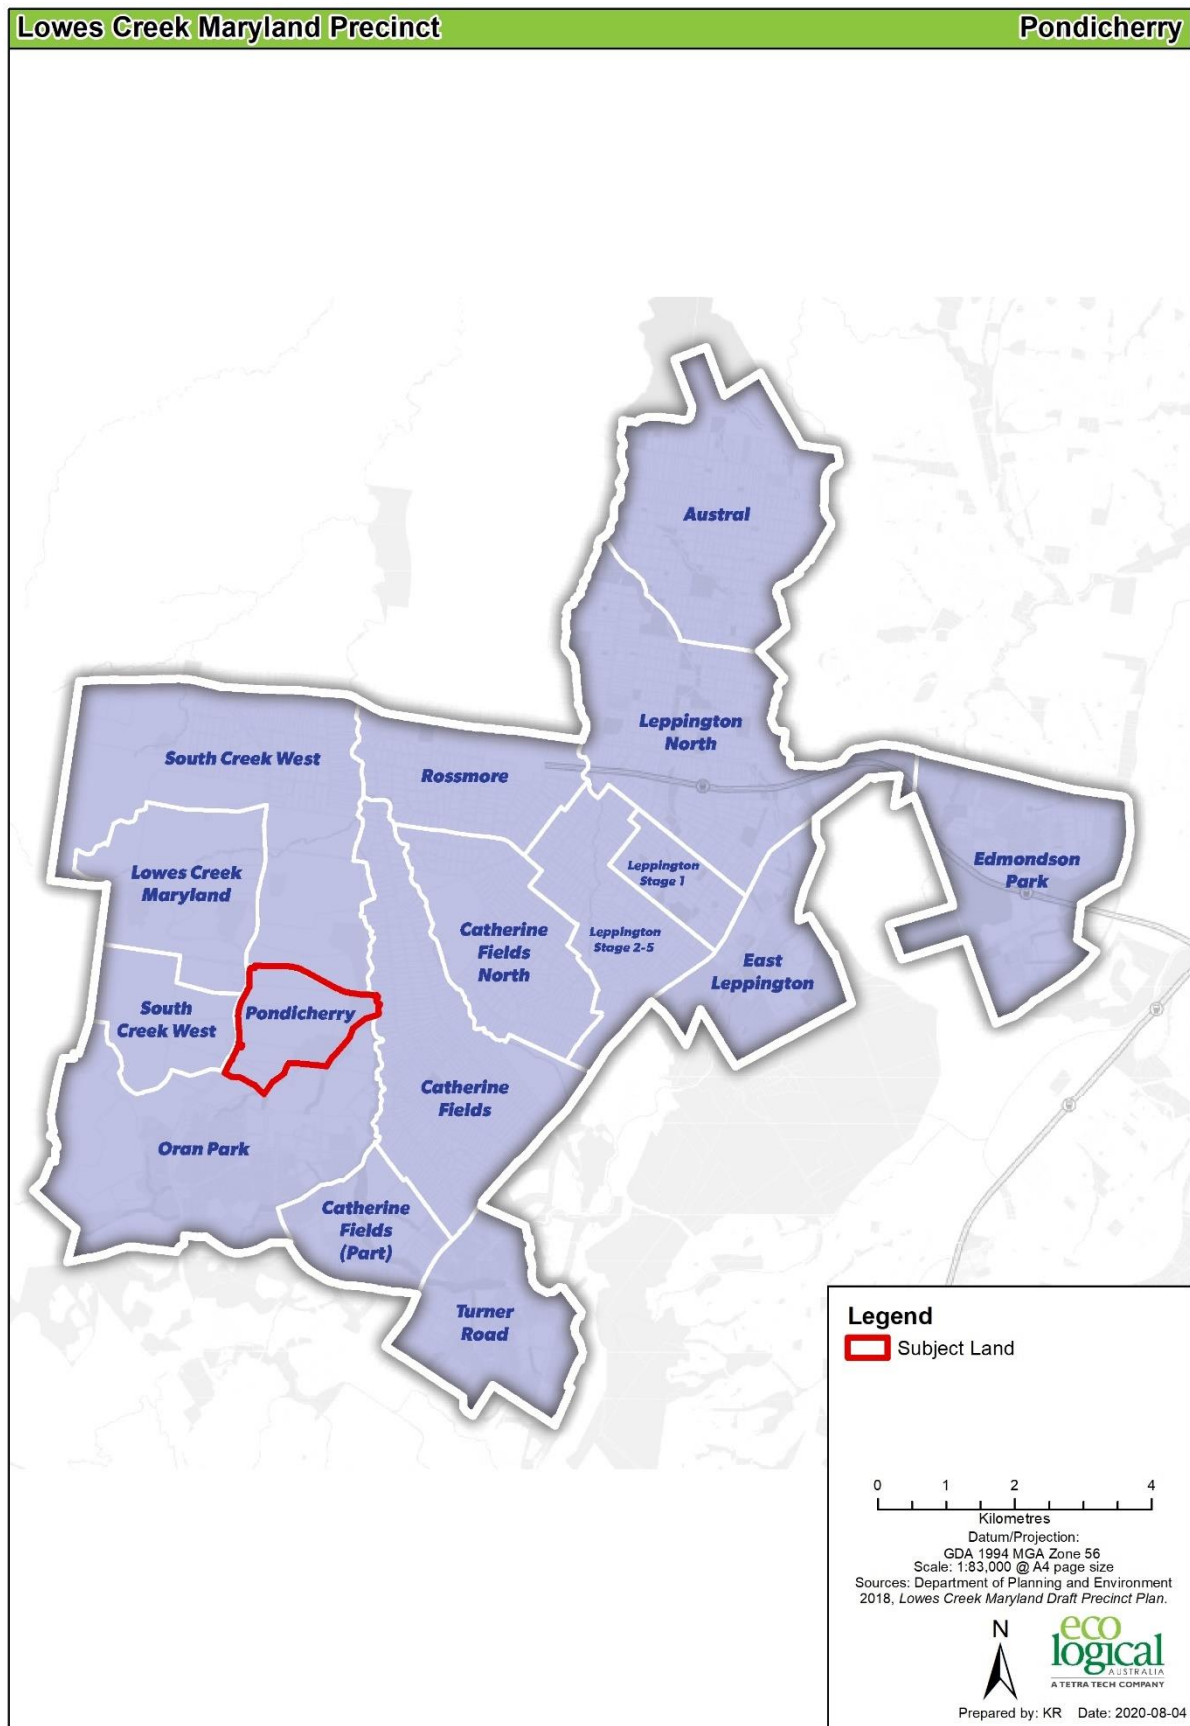 Lowes Creek Maryland Precinct
Pondicherry
Austral
Leppington
North
South Creek West
Rossmore
Lowes Creek
Maryland
Leppington
Stage 1
Edmondson
Park
Catherine
Fields
North
Leppington
Stage 2-5
East
Leppington
South
Creek West
Pondicherry
Catherine
Fields
Oran Park
Catherine
Fields
(Part)
Turner
Road
Legend
Subject Land
0 1 2 4
Kilometres
Datum/Projection:
GDA 1994 MGA Zone 56
Scale: 1:83,000 @ A4 page size
Sources: Department of Planning and Environment
2018, Lowes Creek Maryland Draft Precinct Plan.
N
eco
logical
AUSTRALIA
A TETRA TECH COMPANY
Prepared by: KR Date: 2020-08-04